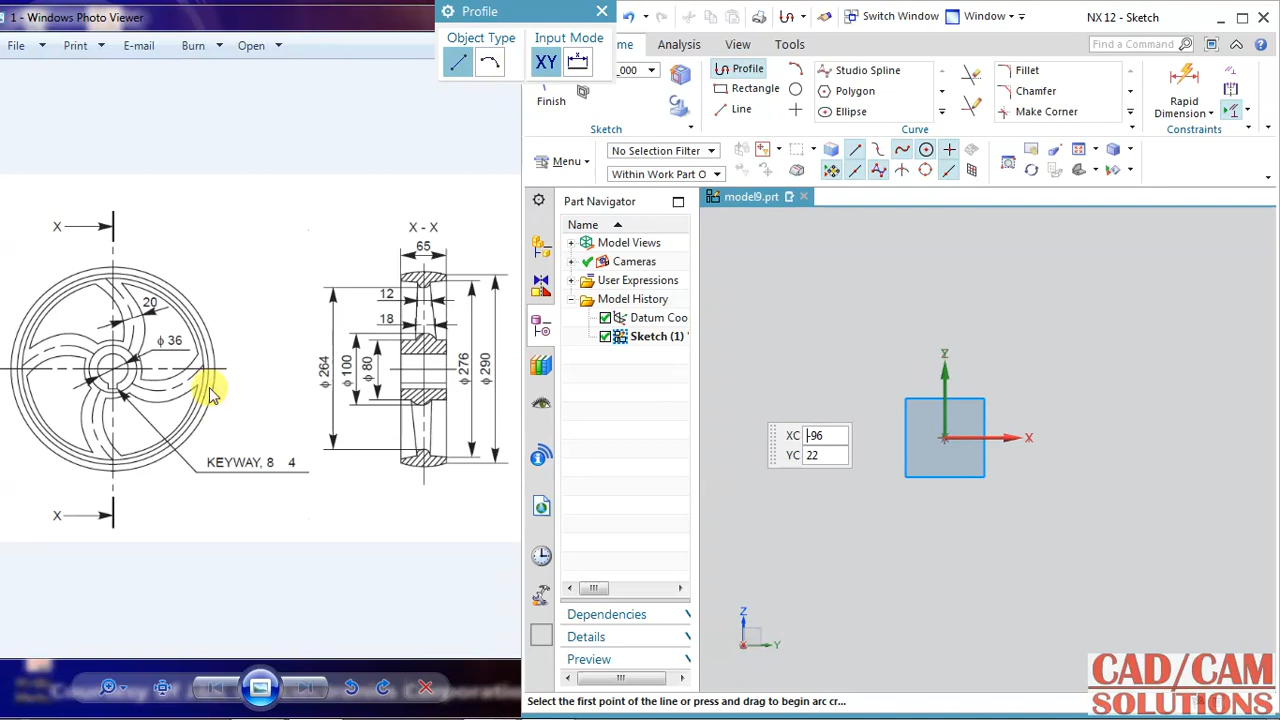 1 - Windows Photo Viewer
File
Print
E-mail
Burn
Open
X
X - X
65
12
20
18
ϕ 36
ϕ 264
ϕ 100
ϕ 80
ϕ 276
ϕ 290
KEYWAY, 8 4
X
Profile
Object Type
Input Mode
XY
Switch Window
Window
NX 12 - Sketch
me
Analysis
View
Tools
Find a Command
.000
Finish
Sketch
Profile
Rectangle
Line
Studio Spline
Polygon
Ellipse
Fillet
Chamfer
Make Corner
Curve
Rapid
Dimension
Constraints
Menu
No Selection Filter
Within Work Part O
Part Navigator
Name
Model Views
Cameras
User Expressions
Model History
Datum Coo
Sketch (1) "
Dependencies
Details
Preview
model9.prt
XC -96
YC 22
Z
X
Z
Y
Select the first point of the line or press and drag to begin arc cr...
CAD/CAM
SOLUTIONS